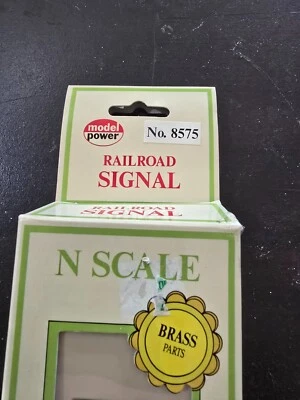 model
power
No. 8575
RAILROAD
SIGNAL
RAILROAD
SIGNAL
N SCALE
BRASS
PARTS